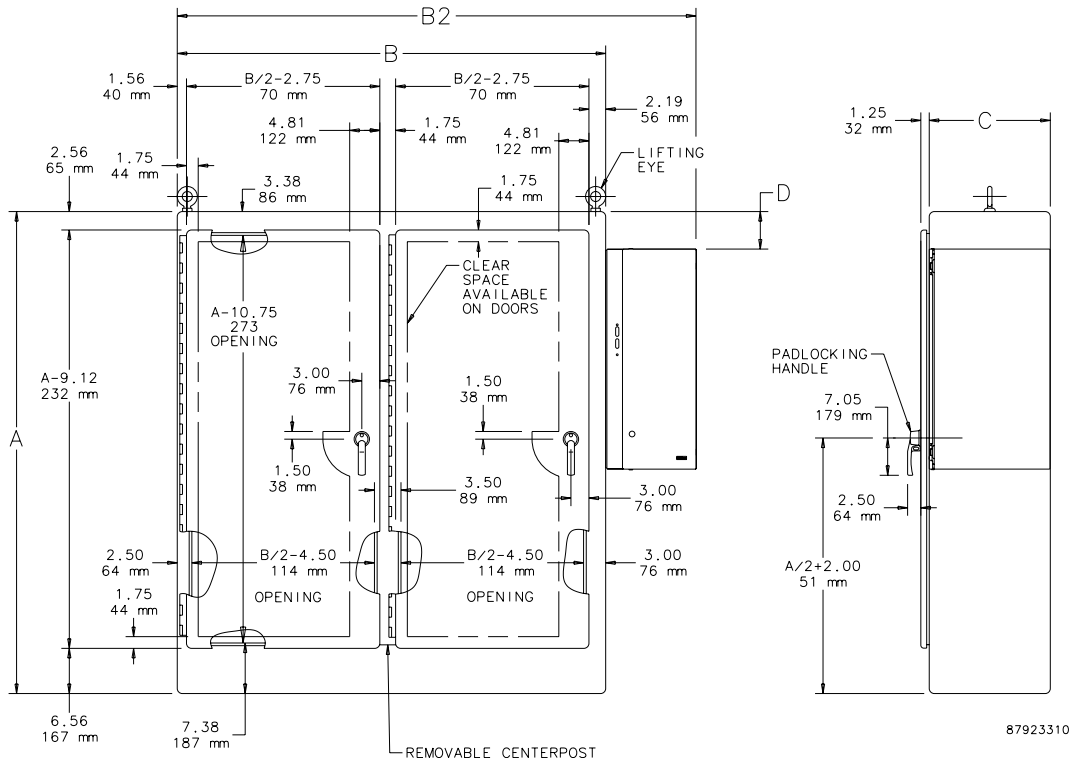 B2
B
1.56
40 mm
B/2-2.75
70 mm
B/2-2.75
70 mm
2.19
56 mm
1.25
32 mm
C
4.81
122 mm
1.75
44 mm
4.81
122 mm
2.56
65 mm
1.75
44 mm
3.38
86 mm
1.75
44 mm
LIFTING
EYE
D
CLEAR
SPACE
AVAILABLE
ON DOORS
A-10.75
273
OPENING
A-9.12
232 mm
A
3.00
76 mm
1.50
38 mm
PADLOCKING
HANDLE
7.05
179 mm
1.50
38 mm
3.50
89 mm
3.00
76 mm
2.50
64 mm
2.50
64 mm
B/2-4.50
114 mm
OPENING
B/2-4.50
114 mm
OPENING
3.00
76 mm
A/2+2.00
51 mm
1.75
44 mm
6.56
167 mm
7.38
187 mm
REMOVABLE CENTERPOST
87923310